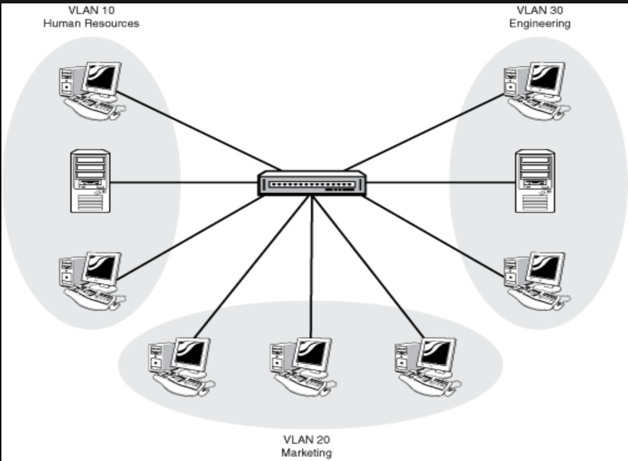 VLAN 10
Human Resources
VLAN 30
Engineering
VLAN 20
Marketing